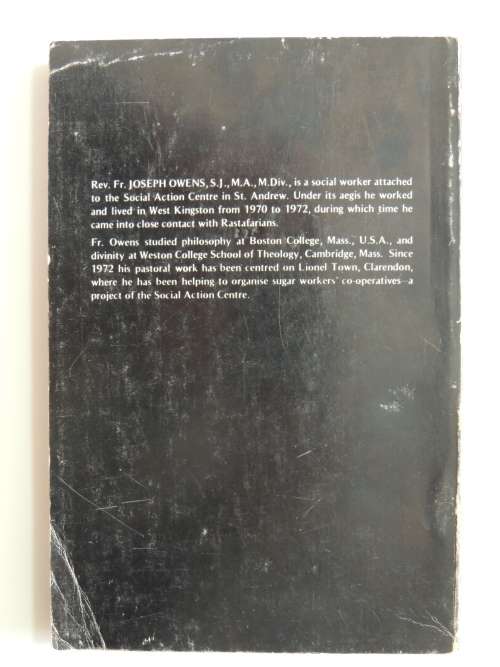 Rev. Fr. JOSEPH OWENS, S.J., M.A., M.Div., is a social worker attached
to the Social Action Centre in St. Andrew. Under its aegis he worked
and lived in West Kingston from 1970 to 1972, during which time he
came into close contact with Rastafarians.
Fr. Owens studied philosophy at Boston College, Mass., U.S.A., and
divinity at Weston College School of Theology, Cambridge, Mass. Since
1972 his pastoral work has been centred on Lionel Town, Clarendon,
where he has been helping to organise sugar workers' co-operatives—a
project of the Social Action Centre.